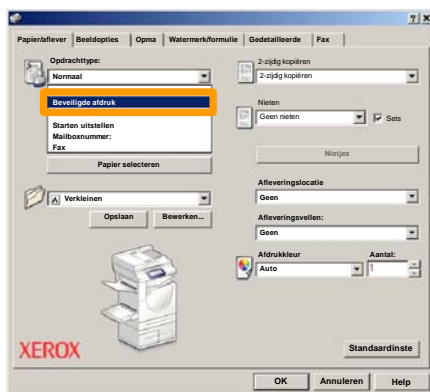 Papier/aflever Beeldopties Opma Watermerk/formulie Gedetailleerde Fax
Opdrachttype:
Normaal
Beveiligde afdruk
Starten uitstellen
Mailboxnummer:
Fax
Papier selecteren
Verkleinen
Opslaan Bewerken...
XEROX
2-zijdig kopiëren
2-zijdig kopiëren
Nieten
Geen nieten Sets
Nietjes
Afleveringslocatie
Geen
Afleveringsvellen:
Geen
Afdrukkleur Aantal:
Auto 1
Standaardinste
OK Annuleren Help